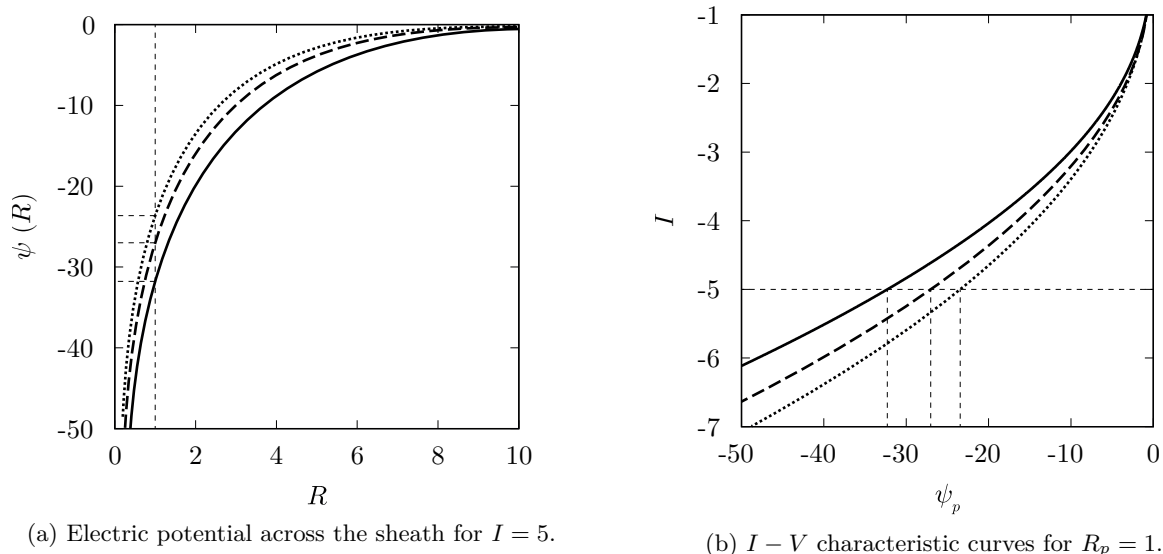 0
-10
-20
-30
-40
-50
ψ (R)
0 2 4 6 8 10
R
(a) Electric potential across the sheath for I = 5.
-1
-2
-3
-4
-5
-6
-7
I
-50 -40 -30 -20 -10 0
ψp
(b) I − V characteristic curves for Rp = 1.